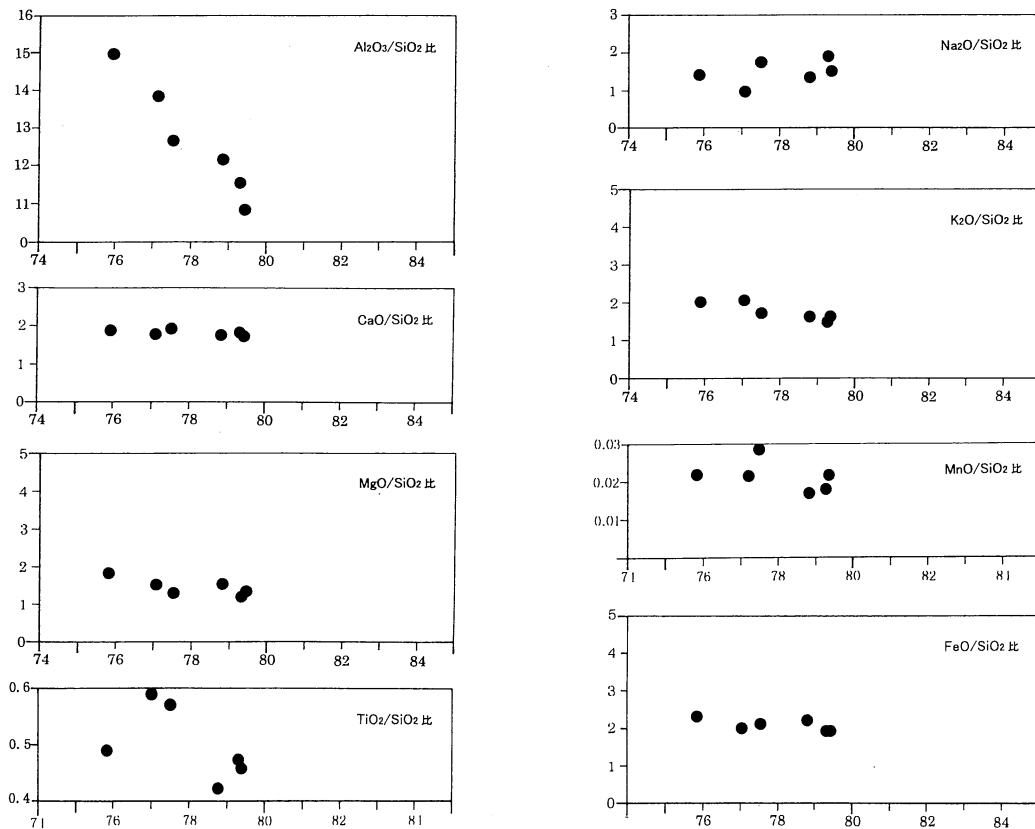 16
15
14
13
12
11
0
74 76 78 80 82 84
Al₂O₃/SiO₂ 比
3
2
1
0
74 76 78 80 82 84
CaO/SiO₂ 比
5
4
3
2
1
0
74 76 78 80 82 84
MgO/SiO₂ 比
0.6
0.5
0.4
71 76 78 80 82 81
TiO₂/SiO₂ 比
3
2
1
0
74 76 78 80 82 84
Na₂O/SiO₂ 比
5
4
3
2
1
0
74 76 78 80 82 84
K₂O/SiO₂ 比
0.03
0.02
0.01
71 76 78 80 82 81
MnO/SiO₂ 比
5
4
3
2
1
0
74 76 78 80 82 84
FeO/SiO₂ 比